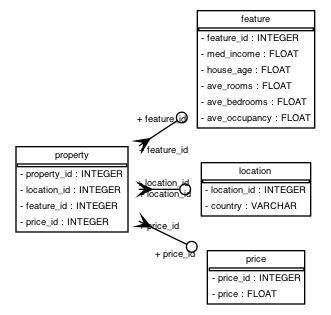 feature
- feature_id : INTEGER
- med_income : FLOAT
- house_age : FLOAT
- ave_rooms : FLOAT
- ave_bedrooms : FLOAT
- ave_occupancy : FLOAT
+ feature_id
+ feature_id
property
- property_id : INTEGER
- location_id : INTEGER
- feature_id : INTEGER
- price_id : INTEGER
+ location_id
+ location_id
location
- location_id : INTEGER
- country : VARCHAR
+ price_id
+ price_id
price
- price_id : INTEGER
- price : FLOAT